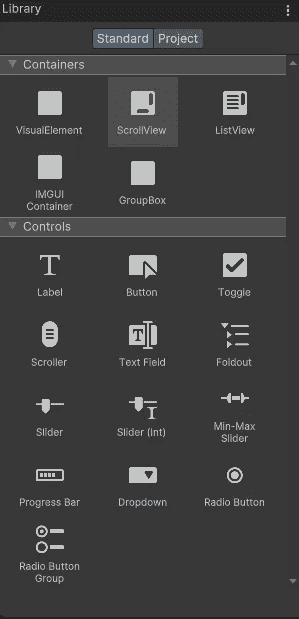 Library
Standard Project
Containers
VisualElement ScrollView ListView
IMGUI
Container
GroupBox
Controls
Label Button Toggle
Scroller Text Field Foldout
Slider Slider (Int) Min-Max
Slider
Progress Bar Dropdown Radio Button
Radio Button
Group